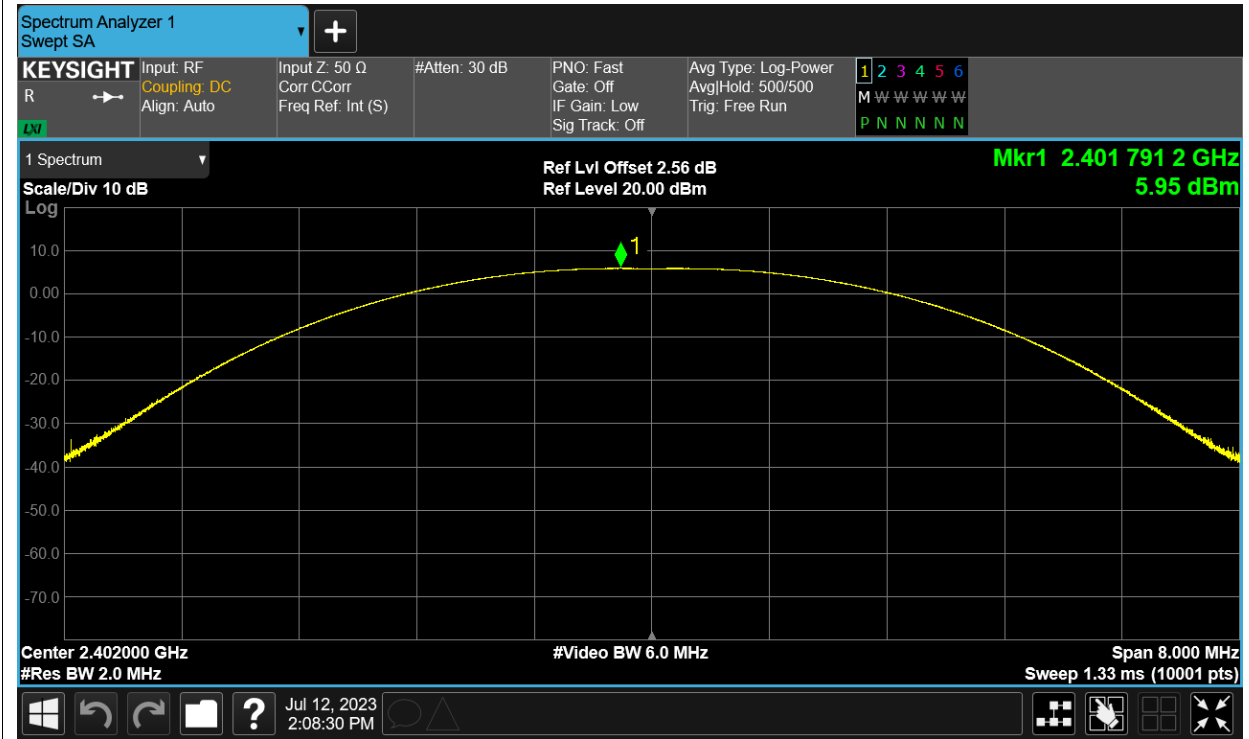 Spectrum Analyzer 1
Swept SA
KEYSIGHT
R
LXI
Input: RF
Coupling: DC
Align: Auto
Input Z: 50 Ω
Corr CCorr
Freq Ref: Int (S)
#Atten: 30 dB
PNO: Fast
Gate: Off
IF Gain: Low
Sig Track: Off
Avg Type: Log-Power
Avg|Hold: 500/500
Trig: Free Run
1 2 3 4 5 6
M W W W W W
P N N N N N
1 Spectrum
Scale/Div 10 dB
Ref Lvl Offset 2.56 dB
Ref Level 20.00 dBm
Mkr1 2.401 791 2 GHz
5.95 dBm
Log
10.0
0.00
-10.0
-20.0
-30.0
-40.0
-50.0
-60.0
-70.0
1
Center 2.402000 GHz
#Res BW 2.0 MHz
#Video BW 6.0 MHz
Span 8.000 MHz
Sweep 1.33 ms (10001 pts)
?
Jul 12, 2023
2:08:30 PM